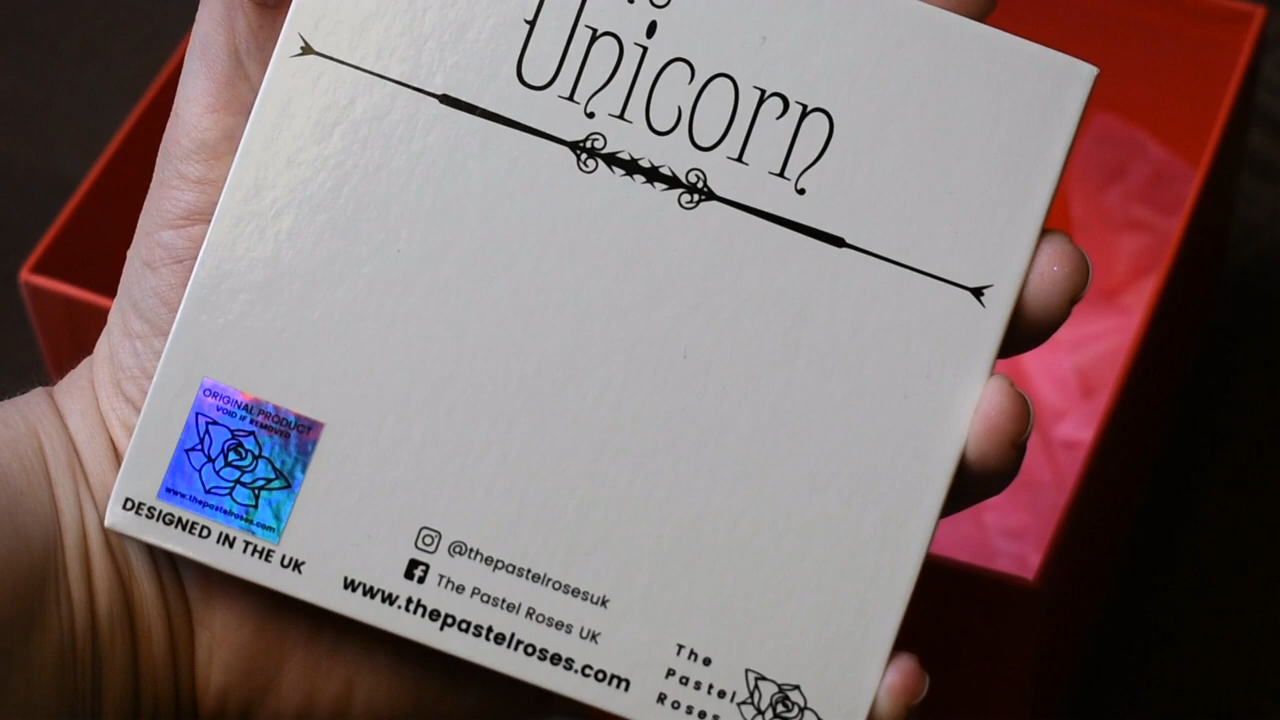 Unicorn
ORIGINAL PRODUCT
VOID IF REMOVED
www.thepastelroses.com
DESIGNED IN THE UK
@thepastelrosesuk
The Pastel Roses UK
www.thepastelroses.com
The
Pastel
Roses